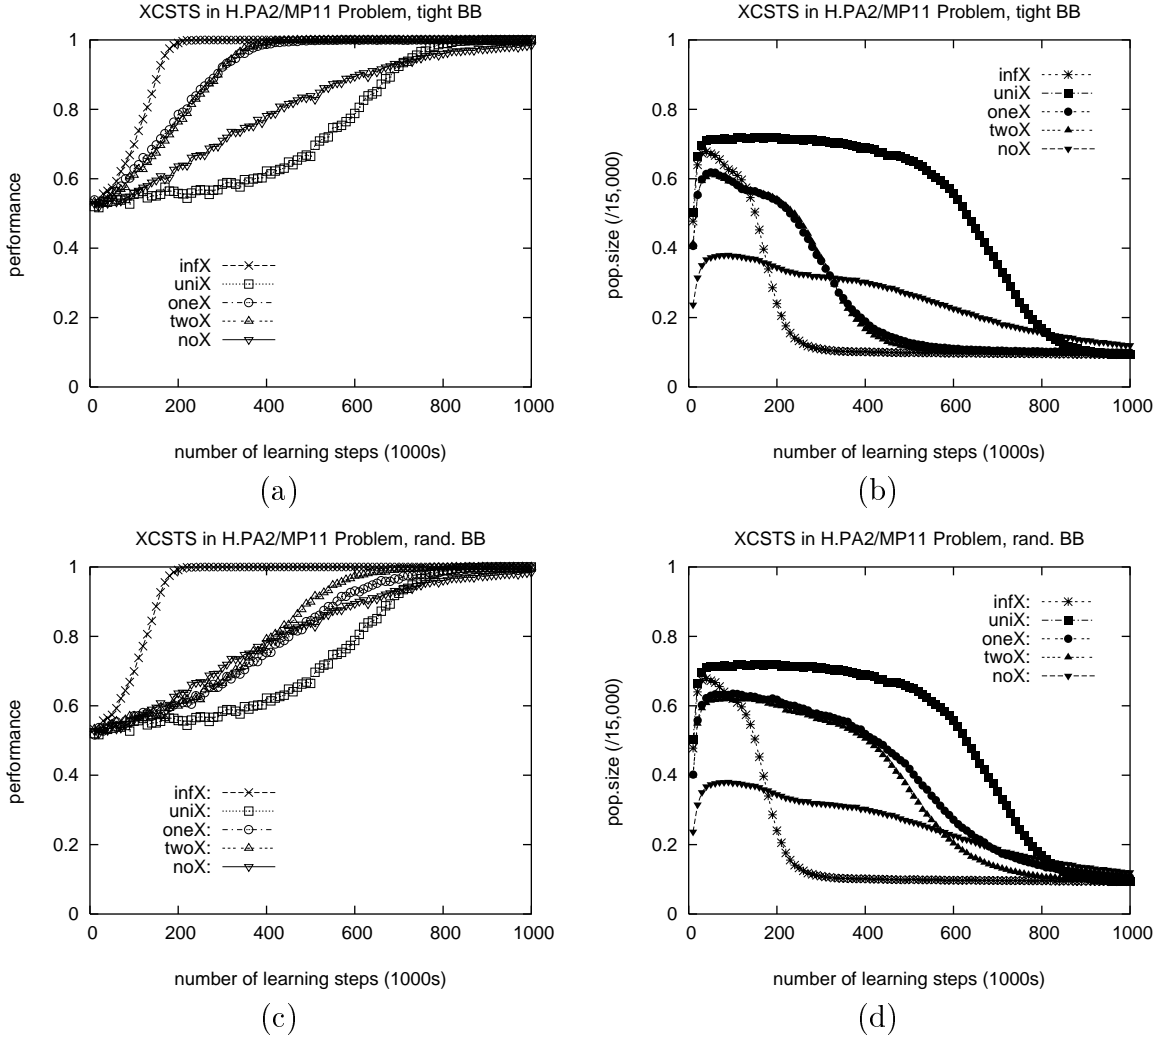 XCSTS in H.PA2/MP11 Problem, tight BB
1
0.8
0.6
0.4
0.2
0
performance
infX
uniX
oneX
twoX
noX
0 200 400 600 800 1000
number of learning steps (1000s)
(a)
XCSTS in H.PA2/MP11 Problem, tight BB
1
0.8
0.6
0.4
0.2
0
pop.size (/15,000)
infX
uniX
oneX
twoX
noX
0 200 400 600 800 1000
number of learning steps (1000s)
(b)
XCSTS in H.PA2/MP11 Problem, rand. BB
1
0.8
0.6
0.4
0.2
0
performance
infX:
uniX:
oneX:
twoX:
noX:
0 200 400 600 800 1000
number of learning steps (1000s)
(c)
XCSTS in H.PA2/MP11 Problem, rand. BB
1
0.8
0.6
0.4
0.2
0
pop.size (/15,000)
infX:
uniX:
oneX:
twoX:
noX:
0 200 400 600 800 1000
number of learning steps (1000s)
(d)